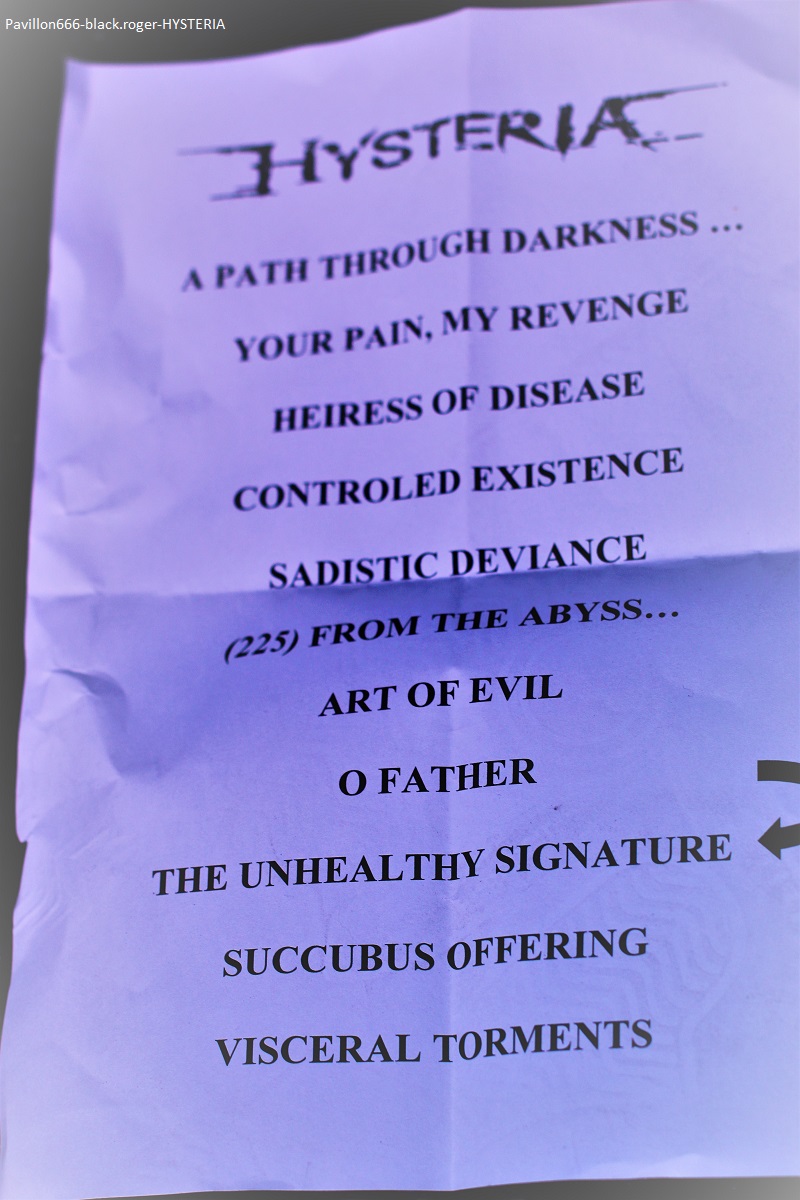 Pavillon666-black.roger-HYSTERIA
HYSTERIA
A PATH THROUGH DARKNESS ...
YOUR PAIN, MY REVENGE
HEIRESS OF DISEASE
CONTROLED EXISTENCE
SADISTIC DEVIANCE
(225) FROM THE ABYSS...
ART OF EVIL
O FATHER
THE UNHEALTHY SIGNATURE
SUCCUBUS OFFERING
VISCERAL TORMENTS